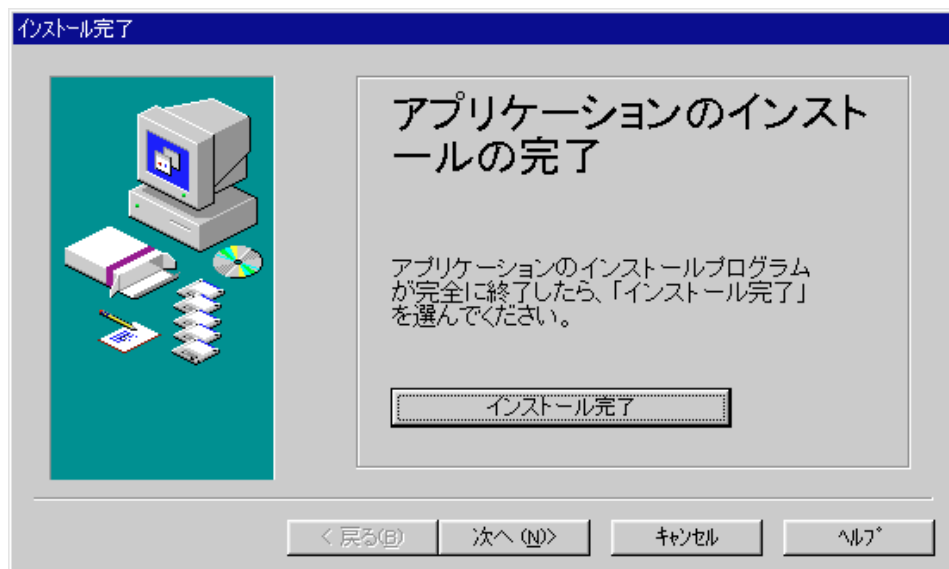 インストール完了
アプリケーションのインスト
ールの完了
アプリケーションのインストールプログラム
が完全に終了したら、「インストール完了」
を選んでください。
インストール完了
< 戻る(B)
次へ (N)>
キャンセル
ヘルプ